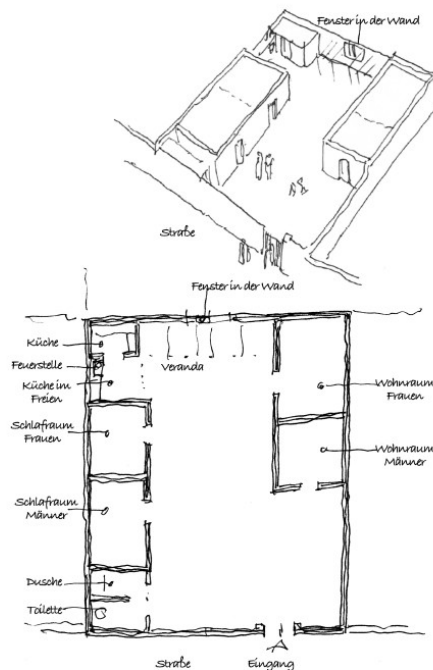 Fenster in der Wand
Straße
Fenster in der Wand
Küche
Veranda
Feuerstelle
Küche im
Freien
Wohnraum
Frauen
Schlafraum
Frauen
Wohnraum
Männer
Schlafraum
Männer
Dusche
Toilette
Straße
Eingang